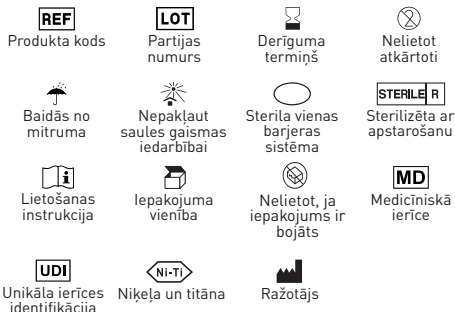 REF
Produkta kods
LOT
Partijas
numurs
Derīguma
termiņš
2
Nelietot
atkārtoti
Baidās no
mitruma
Nepakļaut
saules gaismas
iedarbībai
Sterila vienas
barjeras
sistēma
STERILE R
Sterilizēta ar
apstarošanu
i
Lietošanas
instrukcija
Iepakojuma
vienība
Nelietot, ja
iepakojums ir
bojāts
MD
Medicīniskā
ierīce
UDI
Unikāla ierīces
identifikācija
Ni-Ti
Niķeļa un titāna
Ražotājs